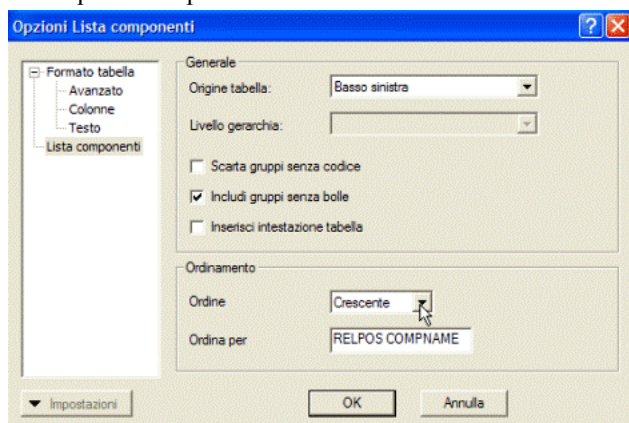 Opzioni Lista componenti
Formato tabella
Avanzato
Colonne
Testo
Lista componenti
Generale
Origine tabella: Basso sinistra
Livello gerarchia:
Scarta gruppi senza codice
Includi gruppi senza bolle
Inserisci intestazione tabella
Ordinamento
Ordine Crescente
Ordina per RELPOS COMPNAME
Impostazioni OK Annulla